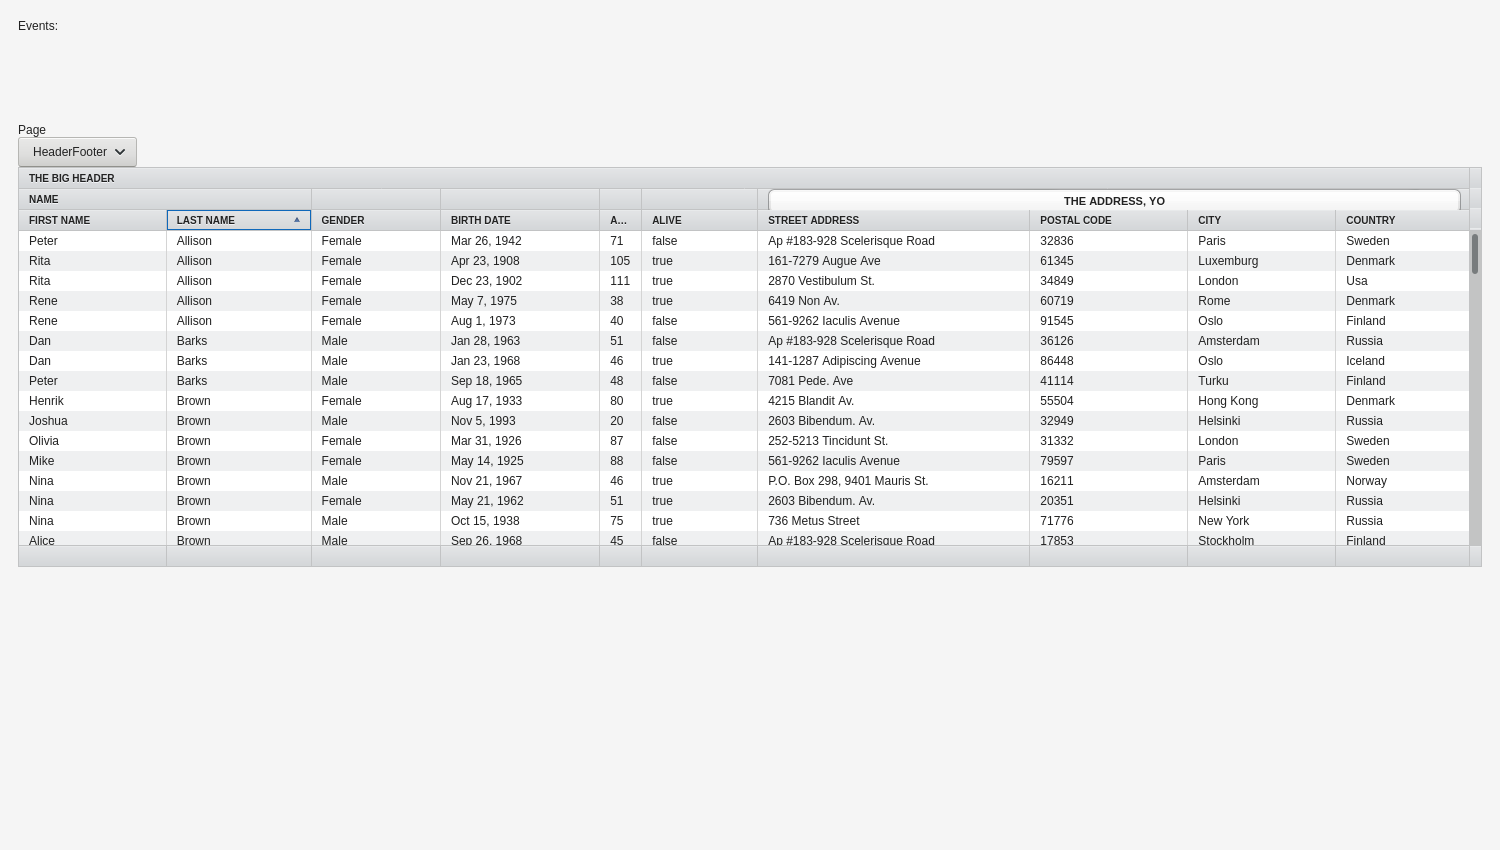 Events:
Page
HeaderFooter
THE BIG HEADER
NAME THE ADDRESS, YO
FIRST NAME LAST NAME GENDER BIRTH DATE A... ALIVE STREET ADDRESS POSTAL CODE CITY COUNTRY
Peter Allison Female Mar 26, 1942 71 false Ap #183-928 Scelerisque Road 32836 Paris Sweden
Rita Allison Female Apr 23, 1908 105 true 161-7279 Augue Ave 61345 Luxemburg Denmark
Rita Allison Female Dec 23, 1902 111 true 2870 Vestibulum St. 34849 London Usa
Rene Allison Female May 7, 1975 38 true 6419 Non Av. 60719 Rome Denmark
Rene Allison Female Aug 1, 1973 40 false 561-9262 Iaculis Avenue 91545 Oslo Finland
Dan Barks Male Jan 28, 1963 51 false Ap #183-928 Scelerisque Road 36126 Amsterdam Russia
Dan Barks Male Jan 23, 1968 46 true 141-1287 Adipiscing Avenue 86448 Oslo Iceland
Peter Barks Male Sep 18, 1965 48 false 7081 Pede. Ave 41114 Turku Finland
Henrik Brown Female Aug 17, 1933 80 true 4215 Blandit Av. 55504 Hong Kong Denmark
Joshua Brown Male Nov 5, 1993 20 false 2603 Bibendum. Av. 32949 Helsinki Russia
Olivia Brown Female Mar 31, 1926 87 false 252-5213 Tincidunt St. 31332 London Sweden
Mike Brown Female May 14, 1925 88 false 561-9262 Iaculis Avenue 79597 Paris Sweden
Nina Brown Male Nov 21, 1967 46 true P.O. Box 298, 9401 Mauris St. 16211 Amsterdam Norway
Nina Brown Female May 21, 1962 51 true 2603 Bibendum. Av. 20351 Helsinki Russia
Nina Brown Male Oct 15, 1938 75 true 736 Metus Street 71776 New York Russia
Alice Brown Male Sep 26, 1968 45 false Ap #183-928 Scelerisque Road 17853 Stockholm Finland